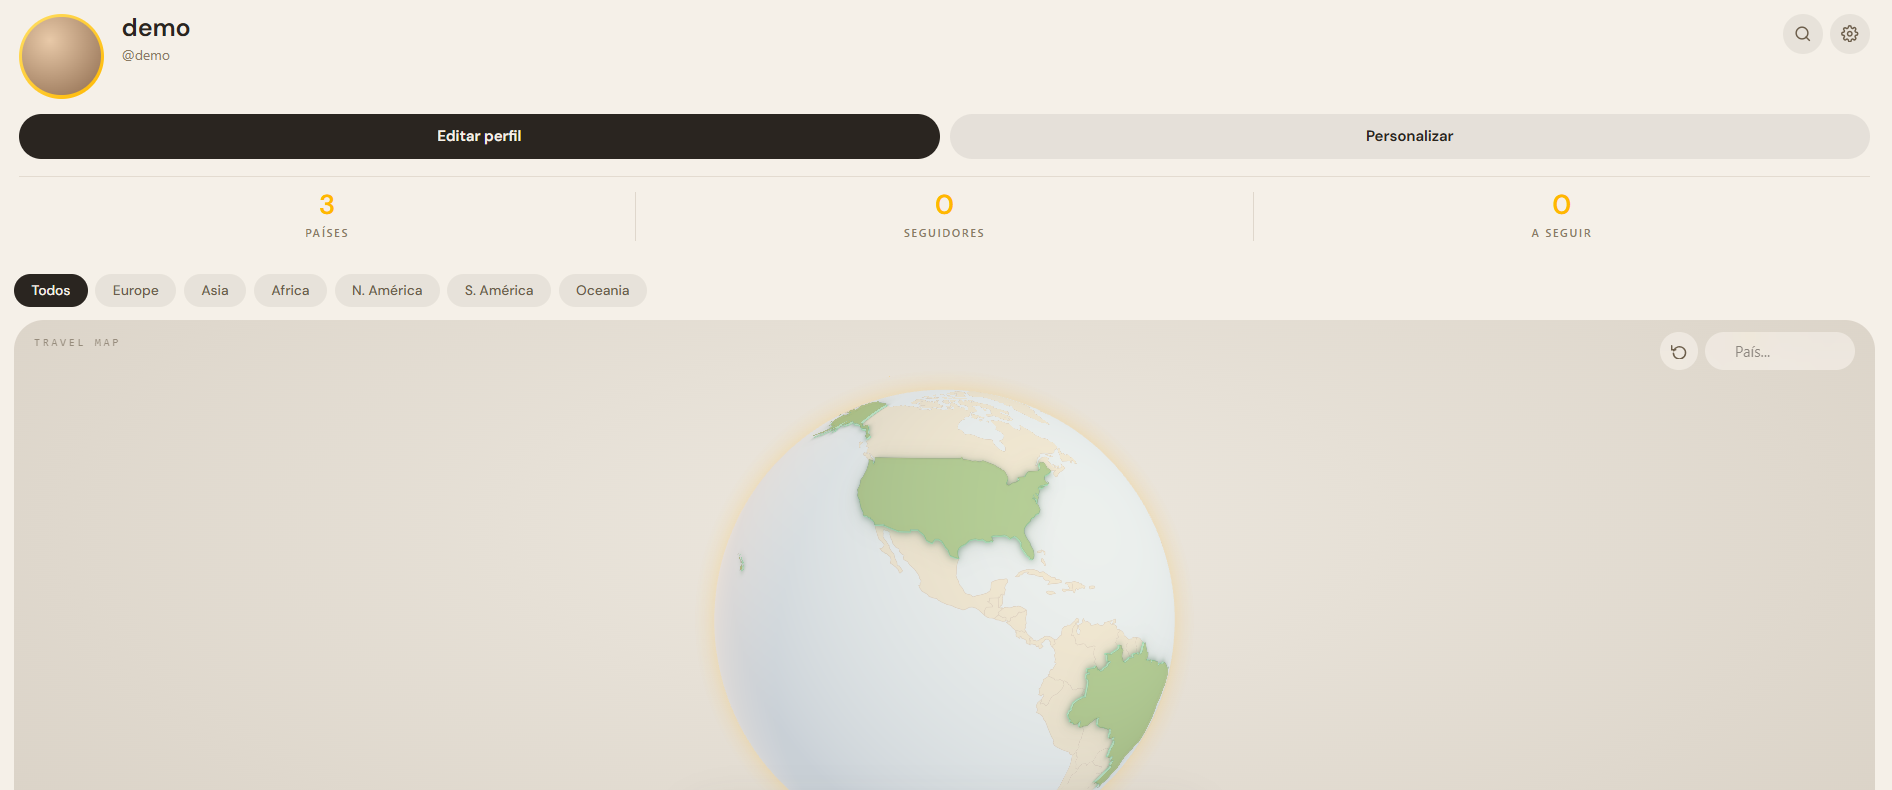 demo
@demo
Editar perfil
Personalizar
3
PAÍSES
0
SEGUIDORES
0
A SEGUIR
Todos
Europe
Asia
Africa
N. América
S. América
Oceania
TRAVEL MAP
País...